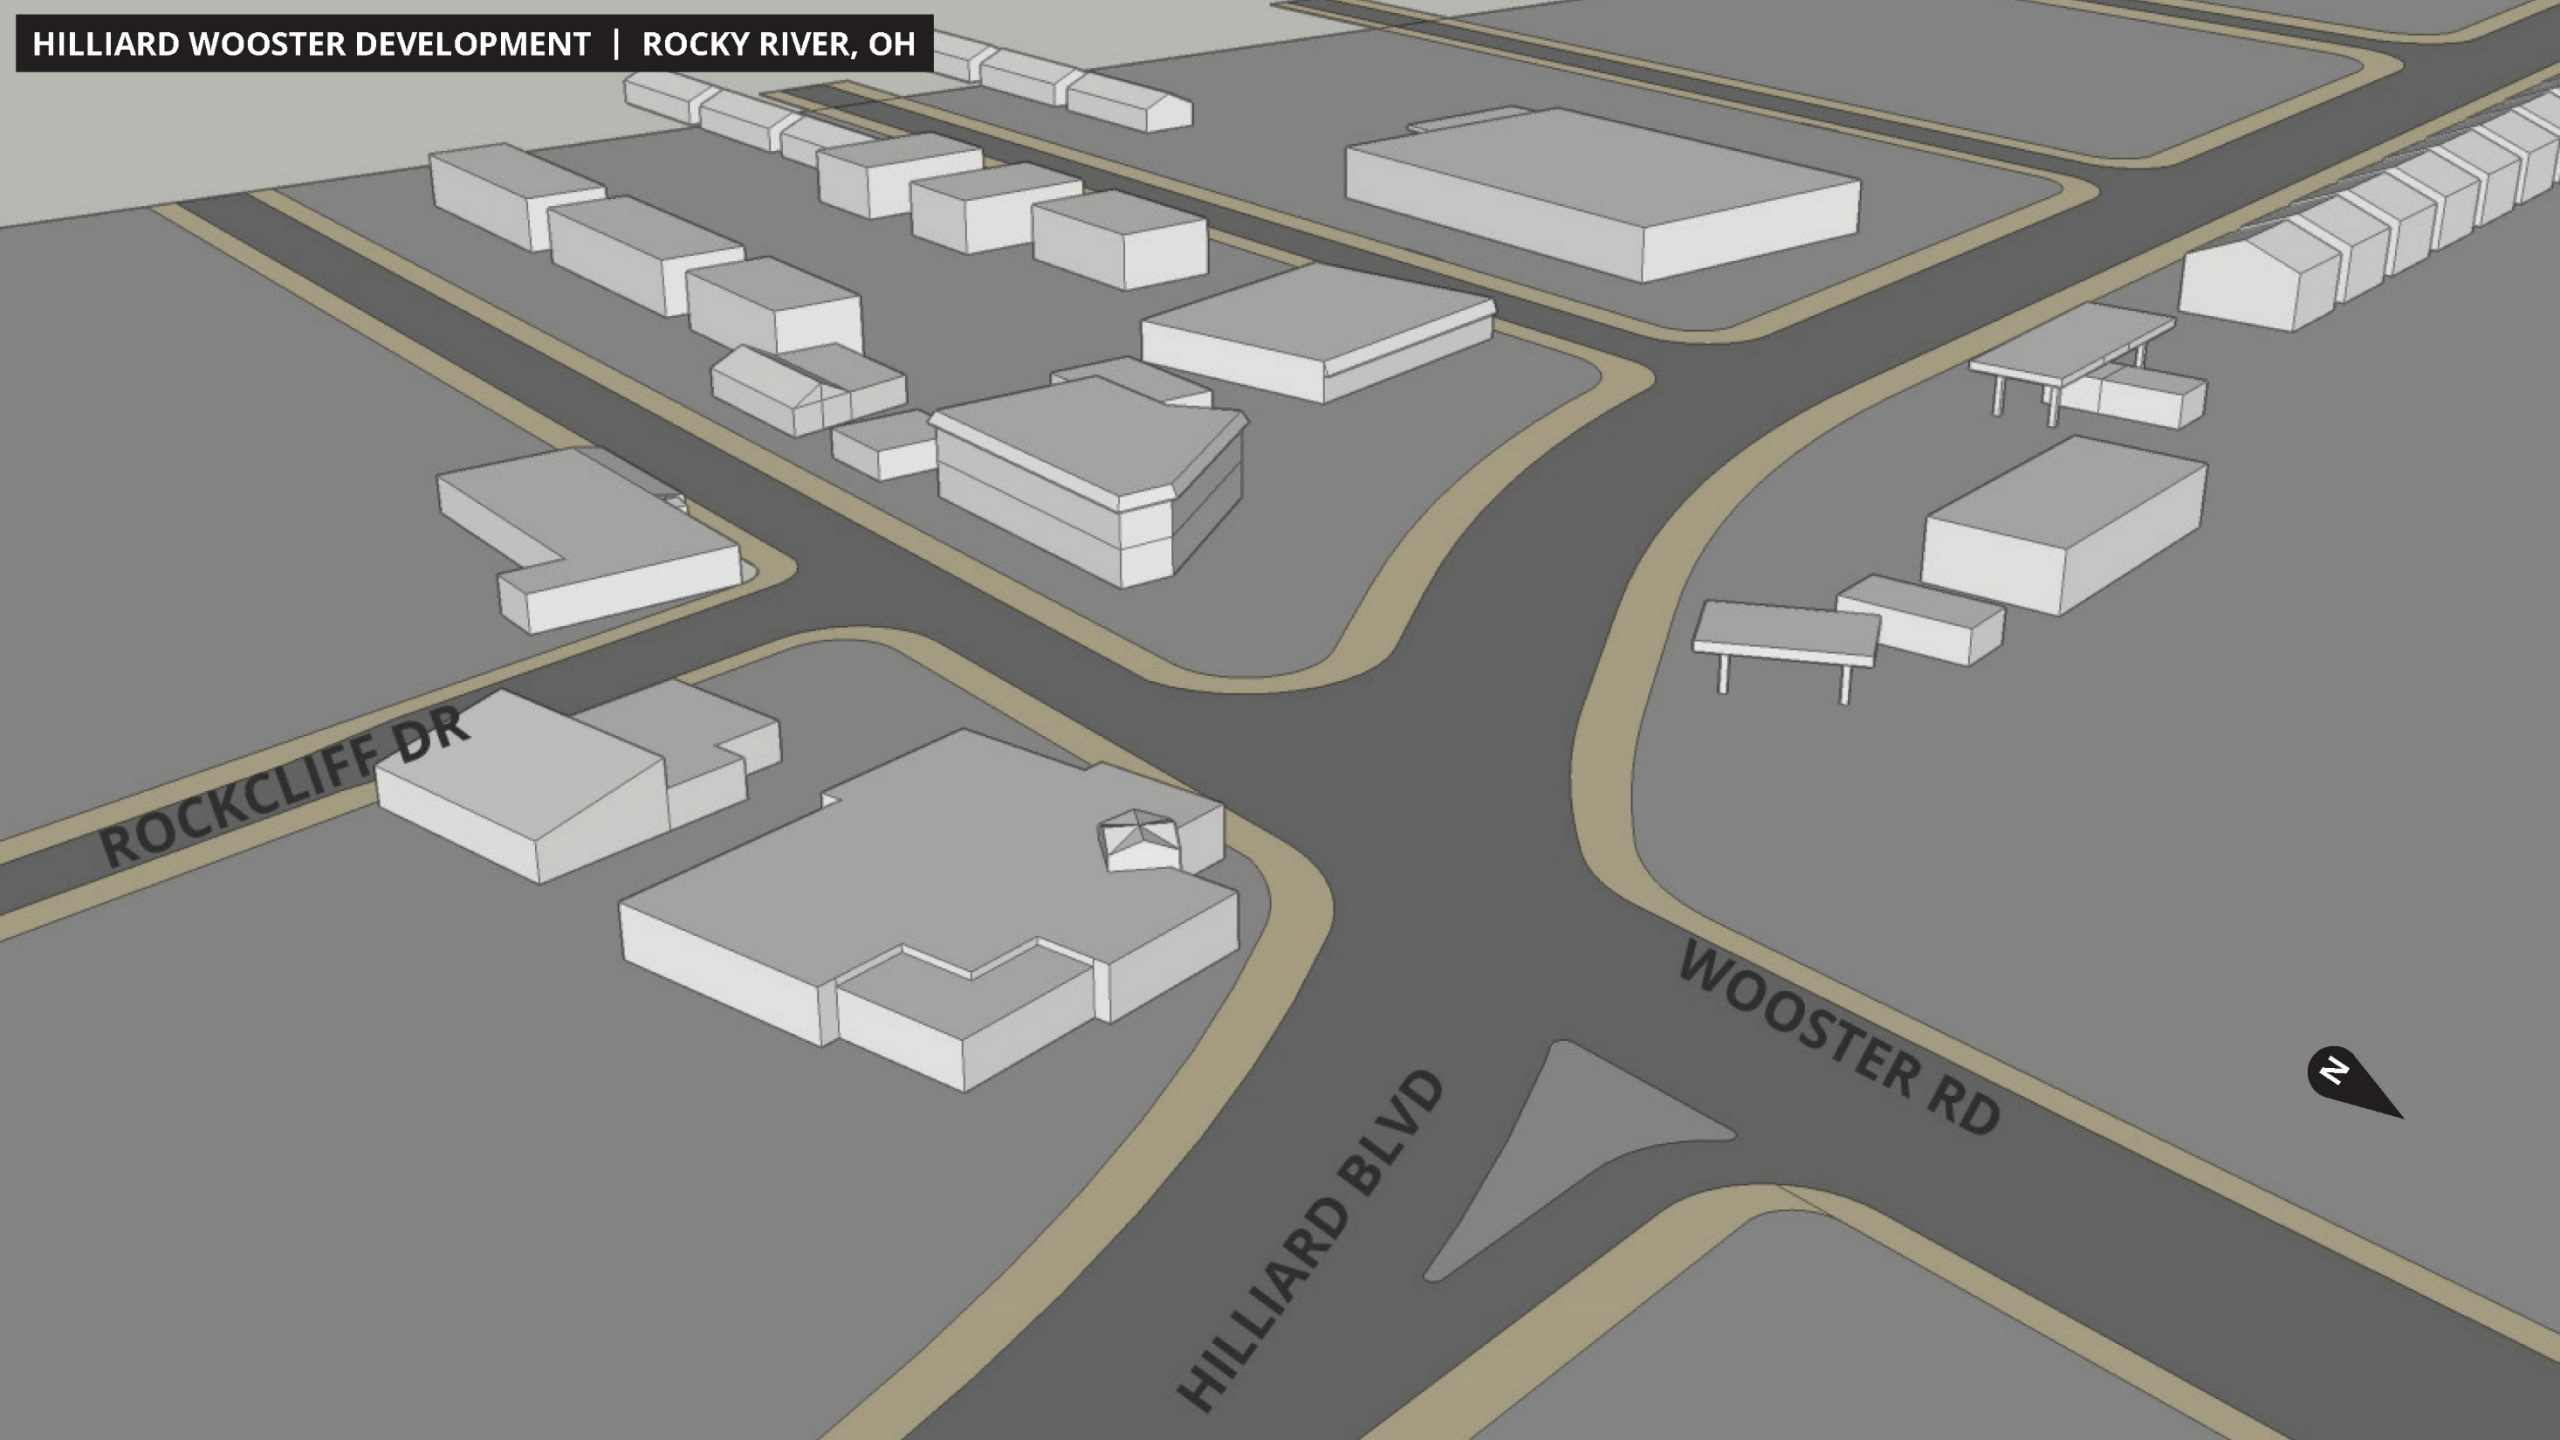 HILLIARD WOOSTER DEVELOPMENT | ROCKY RIVER, OH
ROCKCLIFF DR
WOOSTER RD
HILLIARD BLVD
N